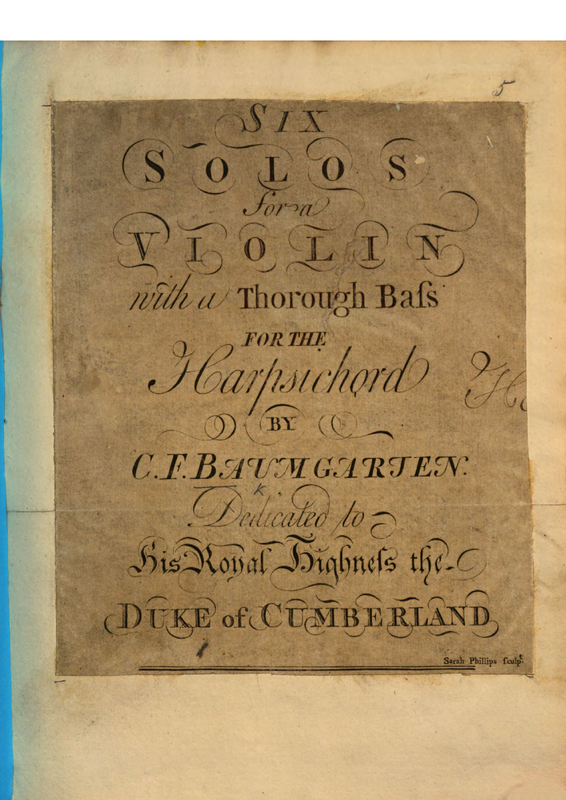 5
SIX
SOLOS
for a
VIOLIN
with a Thorough Baſs
FOR THE
Harpsichord
BY
C.F. BAUMGARTEN.
Dedicated to
His Royal Highneſs the
DUKE of CUMBERLAND
Sarah Phillips ſculpt.